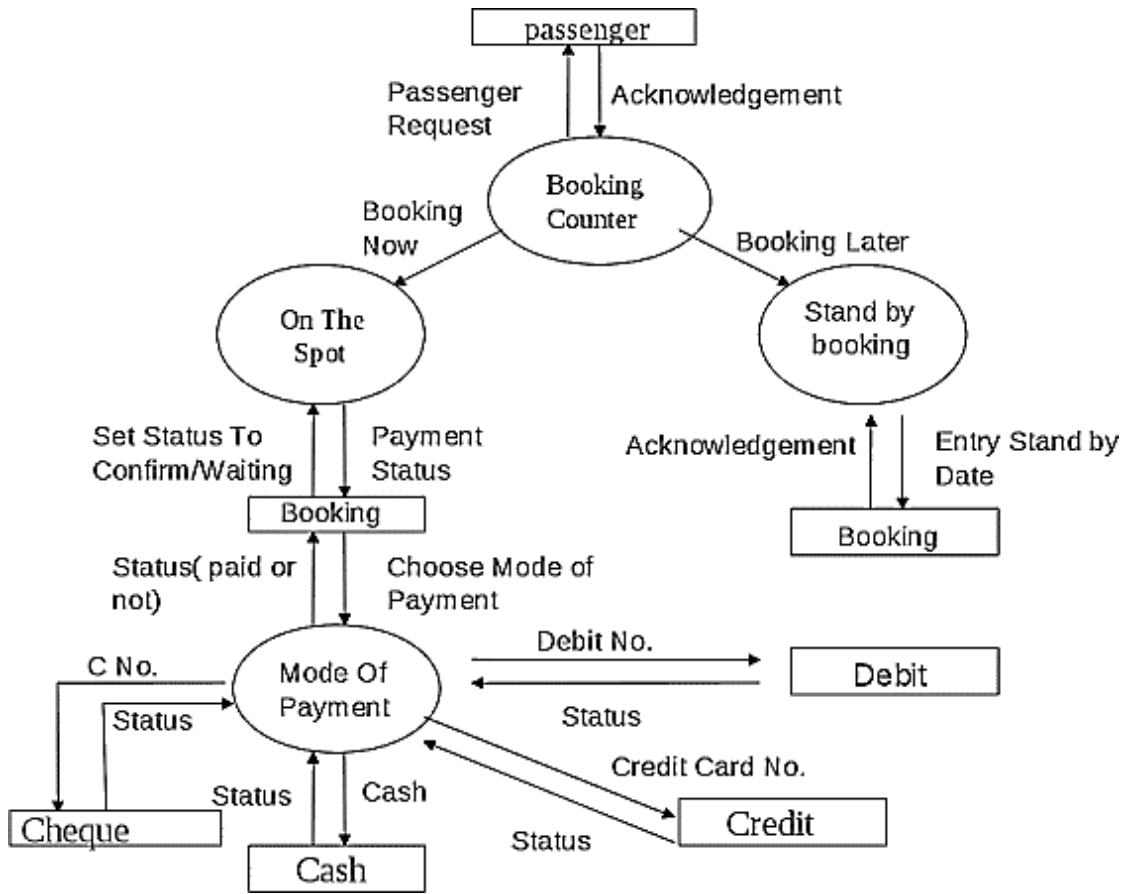 passenger
Passenger
Request
Acknowledgement
Booking
Counter
Booking
Now
Booking Later
On The
Spot
Stand by
booking
Set Status To
Confirm/Waiting
Payment
Status
Acknowledgement
Entry Stand by
Date
Booking
Booking
Status( paid or
not)
Choose Mode of
Payment
C No.
Status
Mode Of
Payment
Debit No.
Status
Debit
Credit Card No.
Status
Credit
Status
Cash
Cheque
Cash